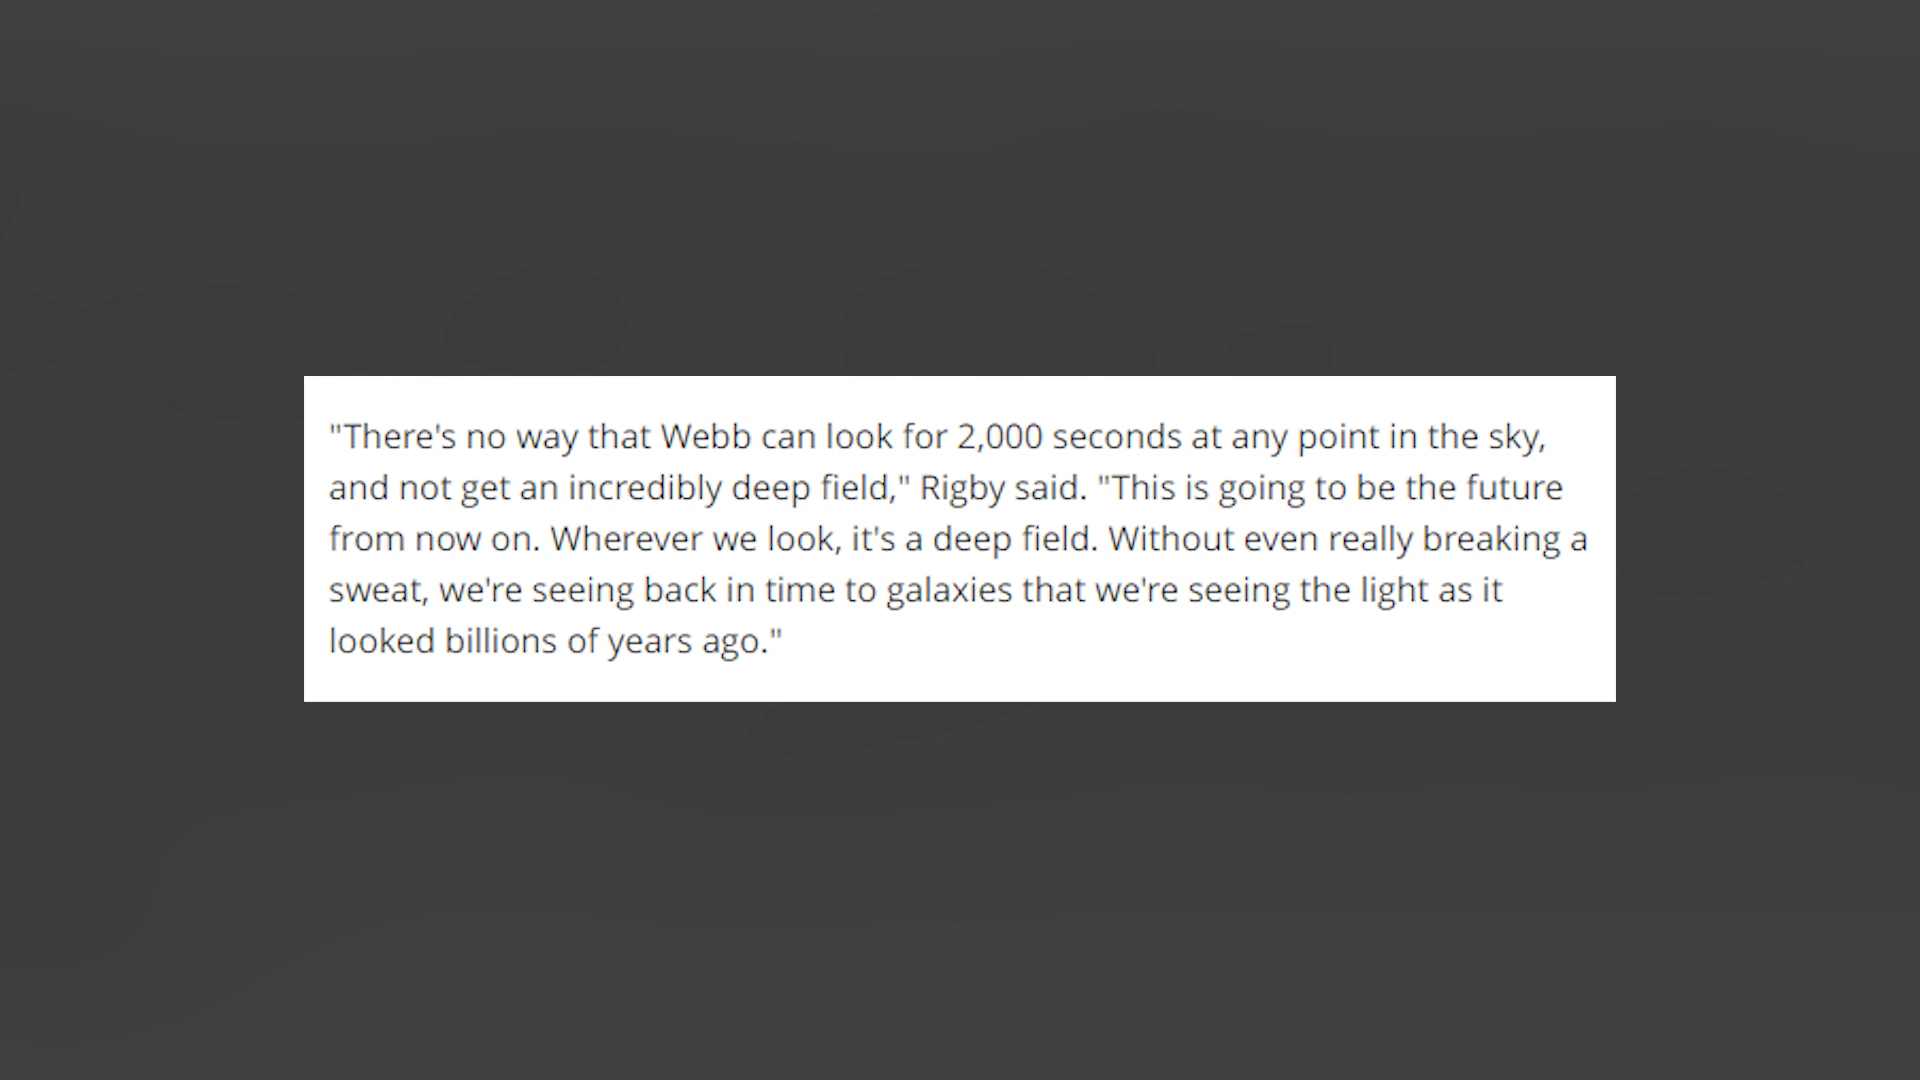 "There's no way that Webb can look for 2,000 seconds at any point in the sky,
and not get an incredibly deep field," Rigby said. "This is going to be the future
from now on. Wherever we look, it's a deep field. Without even really breaking a
sweat, we're seeing back in time to galaxies that we're seeing the light as it
looked billions of years ago."